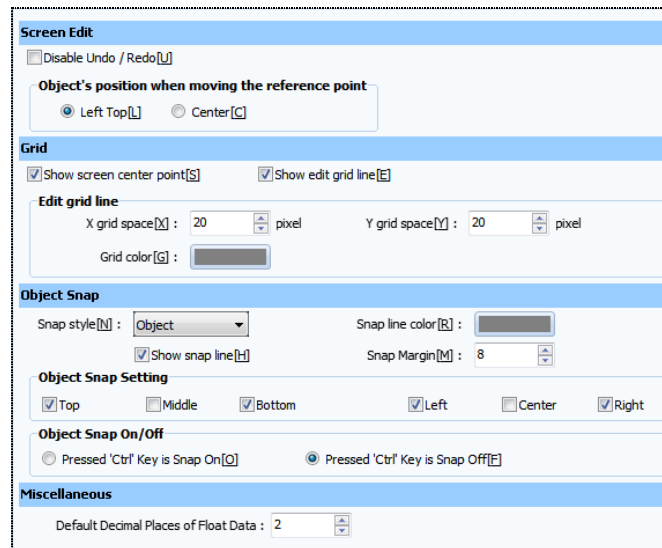 Screen Edit
Disable Undo / Redo[U]
Object's position when moving the reference point
Left Top[L] Center[C]
Grid
Show screen center point[S] Show edit grid line[E]
Edit grid line
X grid space[X] : 20 pixel Y grid space[Y] : 20 pixel
Grid color[G] :
Object Snap
Snap style[N] : Object Snap line color[R] :
Show snap line[H] Snap Margin[M] : 8
Object Snap Setting
Top Middle Bottom Left Center Right
Object Snap On/Off
Pressed 'Ctrl' Key is Snap On[O] Pressed 'Ctrl' Key is Snap Off[F]
Miscellaneous
Default Decimal Places of Float Data : 2